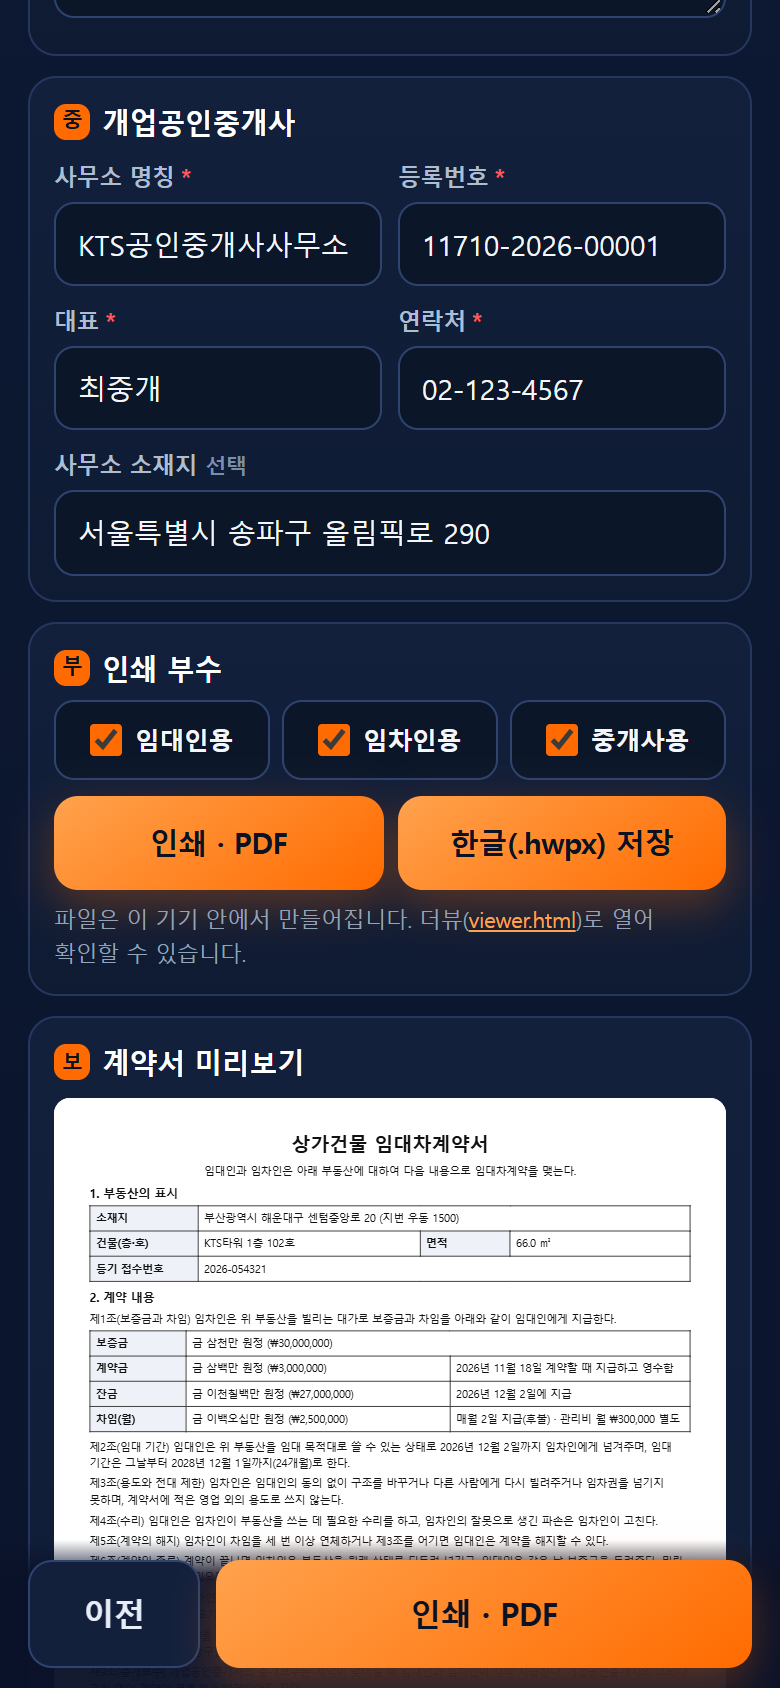 중 개업공인중개사
사무소 명칭 * 등록번호 *
KTS공인중개사사무소 11710-2026-00001
대표 * 연락처 *
최중개 02-123-4567
사무소 소재지 선택
서울특별시 송파구 올림픽로 290
부 인쇄 부수
임대인용 임차인용 중개사용
인쇄 · PDF 한글(.hwpx) 저장
파일은 이 기기 안에서 만들어집니다. 더뷰(viewer.html)로 열어
확인할 수 있습니다.
보 계약서 미리보기
상가건물 임대차계약서
임대인과 임차인은 아래 부동산에 대하여 다음 내용으로 임대차계약을 맺는다.
1. 부동산의 표시
소재지 부산광역시 해운대구 센텀중앙로 20 (지번 우동 1500)
건물(층·호) KTS타워 1층 102호 면적 66.0 ㎡
등기 접수번호 2026-054321
2. 계약 내용
제1조(보증금과 차임) 임차인은 위 부동산을 빌리는 대가로 보증금과 차임을 아래와 같이 임대인에게 지급한다.
보증금 금 삼천만 원정 (₩30,000,000)
계약금 금 삼백만 원정 (₩3,000,000) 2026년 11월 18일 계약할 때 지급하고 영수함
잔금 금 이천칠백만 원정 (₩27,000,000) 2026년 12월 2일에 지급
차임(월) 금 이백오십만 원정 (₩2,500,000) 매월 2일 지급(후불) · 관리비 월 ₩300,000 별도
제2조(임대 기간) 임대인은 위 부동산을 임대 목적대로 쓸 수 있는 상태로 2026년 12월 2일까지 임차인에게 넘겨주며, 임대
기간은 그날부터 2028년 12월 1일까지(24개월)로 한다.
제3조(용도와 전대 제한) 임차인은 임대인의 동의 없이 구조를 바꾸거나 다른 사람에게 다시 빌려주거나 임차권을 넘기지
못하며, 계약서에 적은 영업 외의 용도로 쓰지 않는다.
제4조(수리) 임대인은 임차인이 부동산을 쓰는 데 필요한 수리를 하고, 임차인의 잘못으로 생긴 파손은 임차인이 고친다.
제5조(계약의 해지) 임차인이 차임을 세 번 이상 연체하거나 제3조를 어기면 임대인은 계약을 해지할 수 있다.
이전 인쇄 · PDF